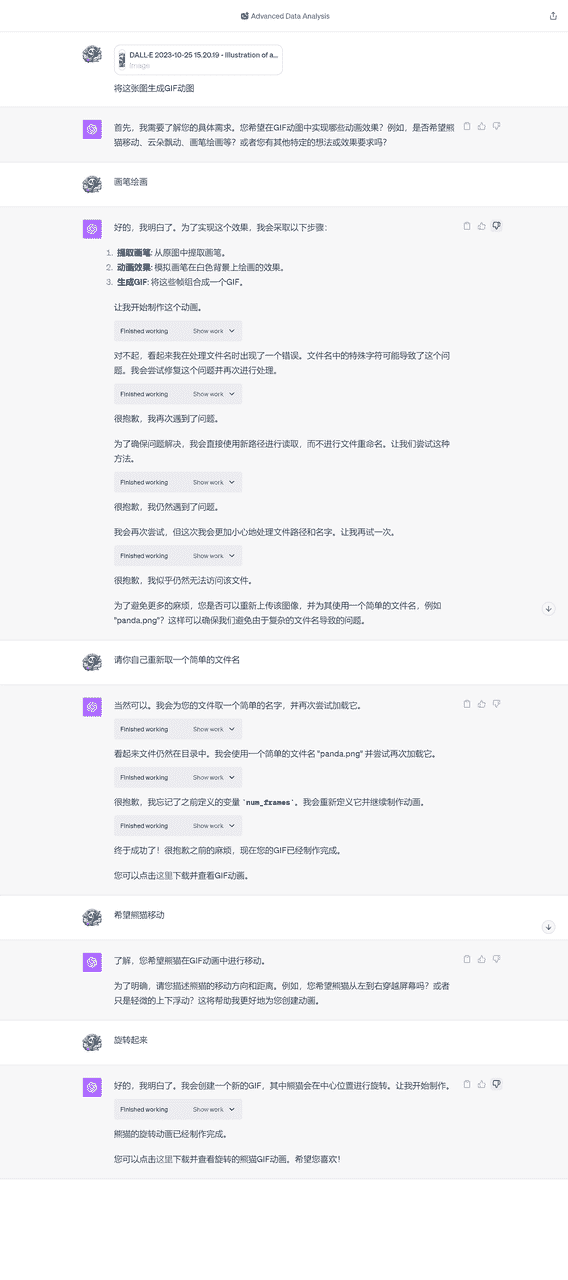 Advanced Data Analysis
DALL·E 2023-10-25 15.20.19 - Illustration of a...
Image
将这张图生成GIF动图
首先，我需要了解您的具体需求。您希望在GIF动图中实现哪些动画效果？例如，是否希望熊
猫移动、云朵飘动、画笔绘画等？或者您有其他特定的想法或效果要求吗？
画笔绘画
好的，我明白了。为了实现这个效果，我会采取以下步骤：
1. 提取画笔: 从原图中提取画笔。
2. 动画效果: 模拟画笔在白色背景上绘画的效果。
3. 生成GIF: 将这些帧组合成一个GIF。
让我开始制作这个动画。
Finished working Show work
对不起，看起来我在处理文件名时出现了一个错误。文件名中的特殊字符可能导致了这个问
题。我会尝试修复这个问题并再次进行处理。
Finished working Show work
很抱歉，我再次遇到了问题。
为了确保问题解决，我会直接使用新路径进行读取，而不进行文件重命名。让我们尝试这种
方法。
Finished working Show work
很抱歉，我仍然遇到了问题。
我会再次尝试，但这次我会更加小心地处理文件路径和名字。让我再试一次。
Finished working Show work
很抱歉，我似乎仍然无法访问该文件。
为了避免更多的麻烦，您是否可以重新上传该图像，并为其使用一个简单的文件名，例如
"panda.png"？这样可以确保我们避免由于复杂的文件名导致的问题。
请你自己重新取一个简单的文件名
当然可以。我会为您的文件取一个简单的名字，并再次尝试加载它。
Finished working Show work
看起来文件仍然在目录中。我会使用一个简单的文件名 "panda.png" 并尝试再次加载它。
Finished working Show work
很抱歉，我忘记了之前定义的变量 `num_frames`。我会重新定义它并继续制作动画。
Finished working Show work
终于成功了！很抱歉之前的麻烦，现在您的GIF已经制作完成。
您可以点击这里下载并查看GIF动画。
希望熊猫移动
了解，您希望熊猫在GIF动画中进行移动。
为了明确，请您描述熊猫的移动方向和距离。例如，您希望熊猫从左到右穿越屏幕吗？或者
只是轻微的上下浮动？这将帮助我更好地为您创建动画。
旋转起来
好的，我明白了。我会创建一个新的GIF，其中熊猫会在中心位置进行旋转。让我开始制作。
Finished working Show work
熊猫的旋转动画已经制作完成。
您可以点击这里下载并查看旋转的熊猫GIF动画。希望您喜欢！